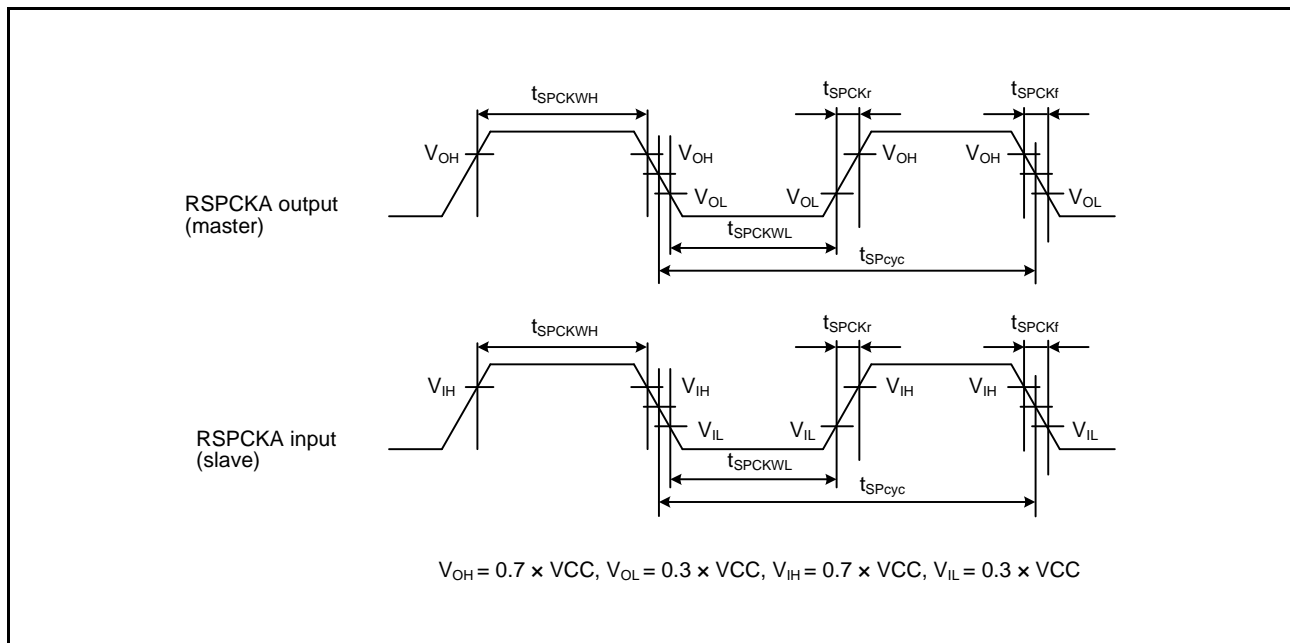 tSPCKWH
tSPCKr
tSPCKf
VOH
VOH
VOL
VOL
VOH
VOH
VOL
RSPCKA output
(master)
tSPCKWL
tSPcyc
tSPCKWH
tSPCKr
tSPCKf
VIH
VIH
VIL
VIL
VIH
VIH
VIL
RSPCKA input
(slave)
tSPCKWL
tSPcyc
VOH = 0.7 × VCC, VOL = 0.3 × VCC, VIH = 0.7 × VCC, VIL = 0.3 × VCC